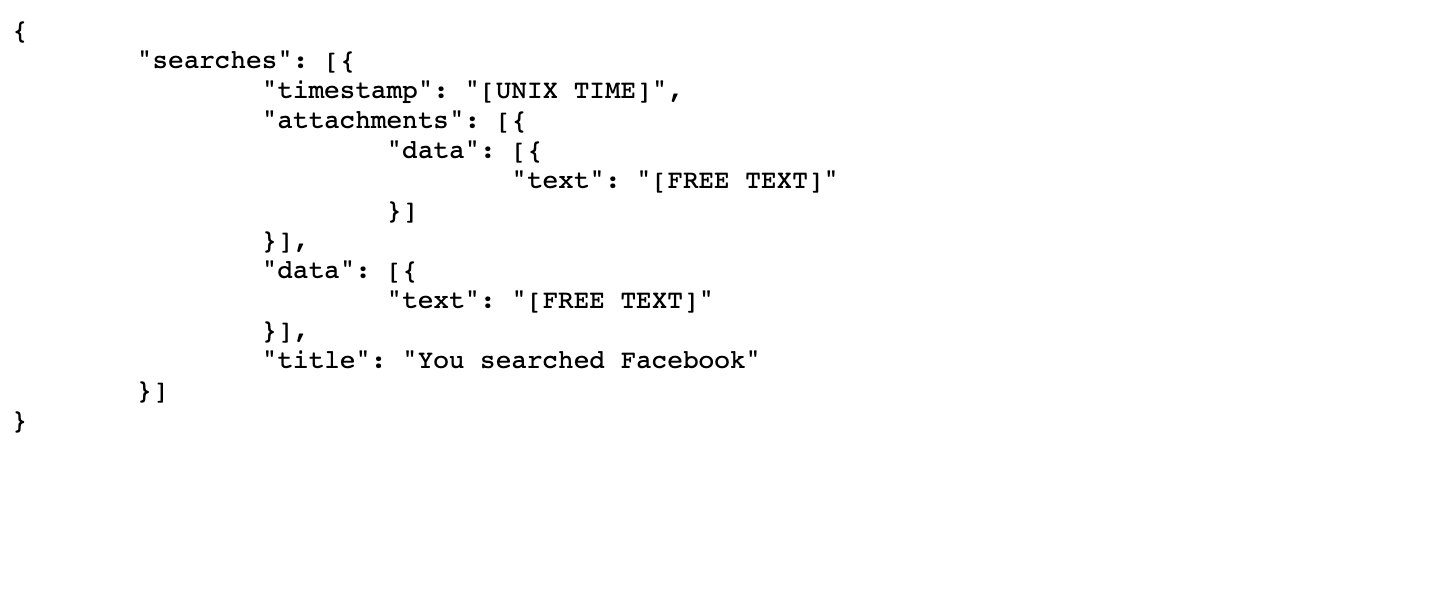 {
"searches": [{
"timestamp": "[UNIX TIME]",
"attachments": [{
"data": [{
"text": "[FREE TEXT]"
}]
}],
"data": [{
"text": "[FREE TEXT]"
}],
"title": "You searched Facebook"
}]
}